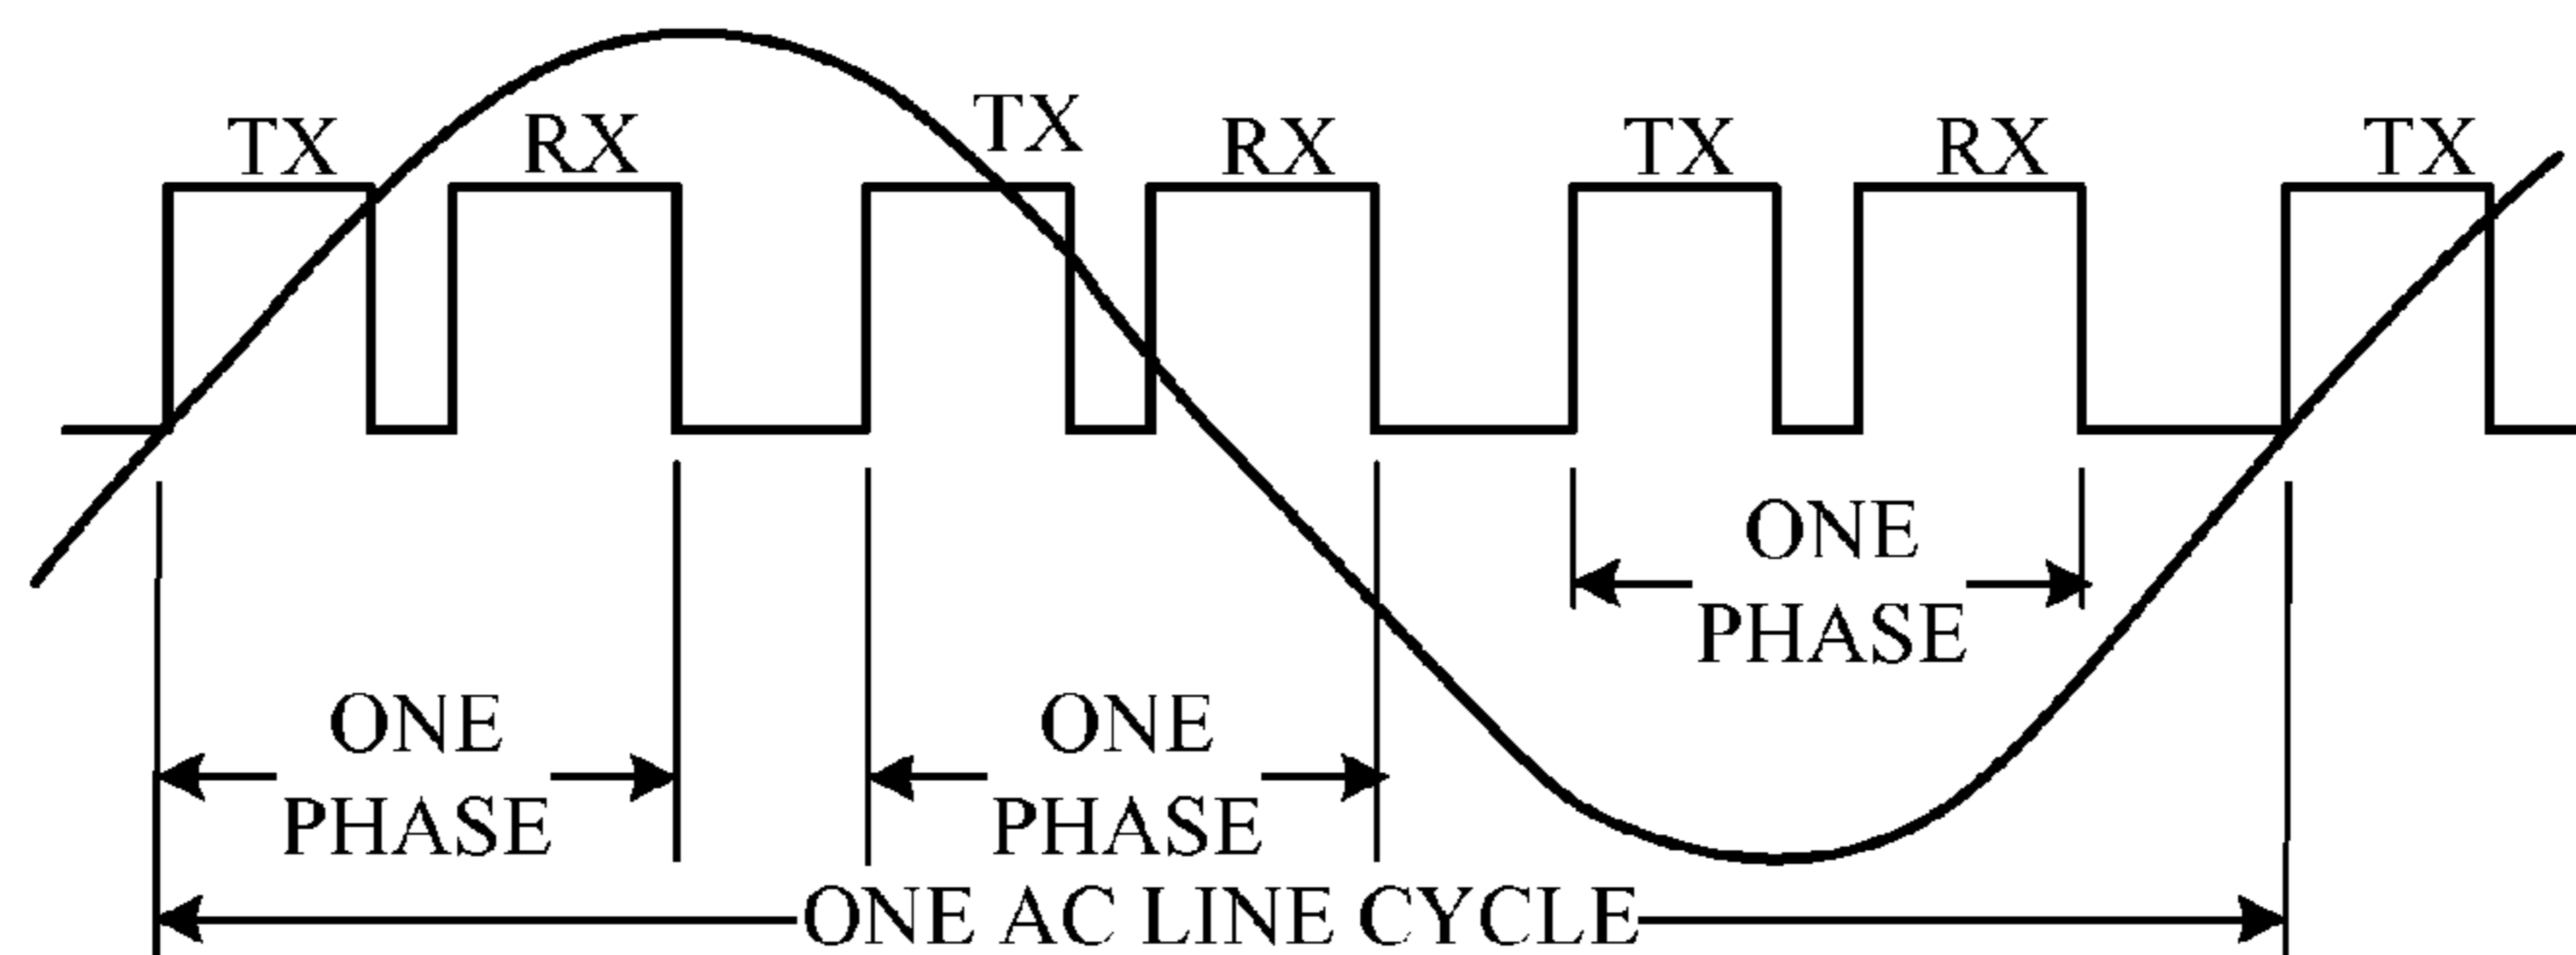 TX RX TX RX TX RX TX
ONE
PHASE
ONE
PHASE
ONE
PHASE
ONE AC LINE CYCLE